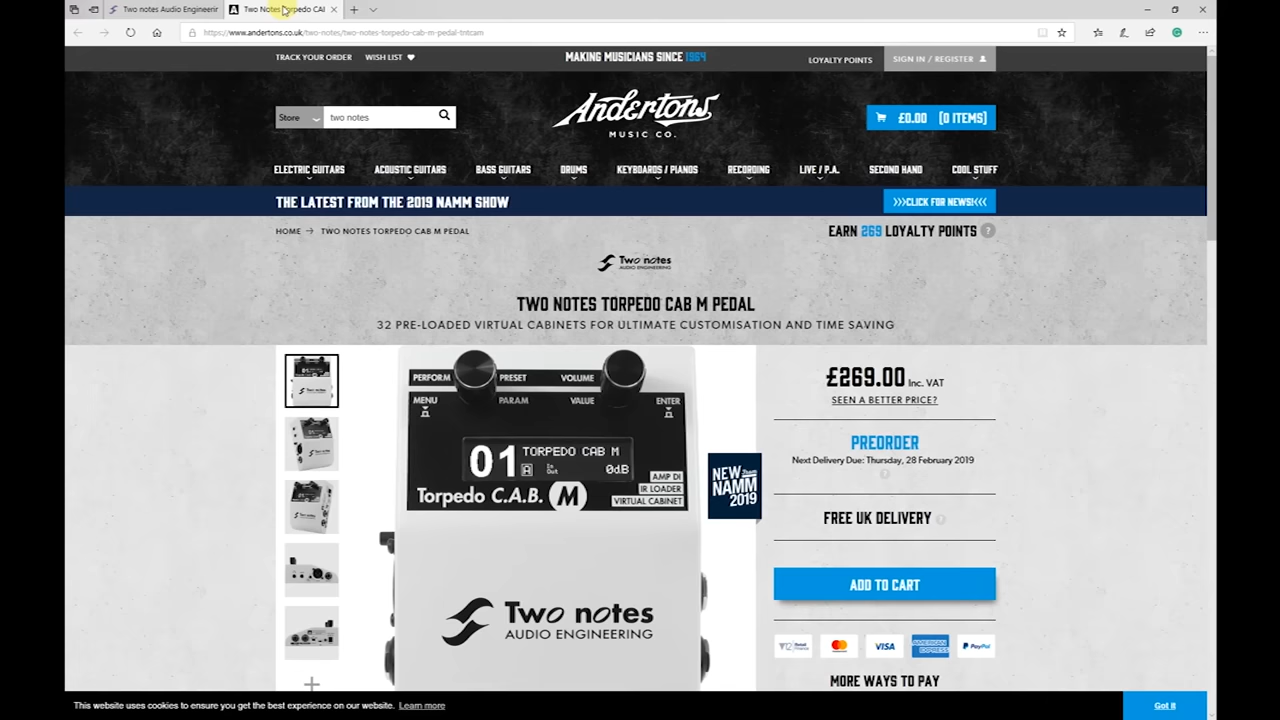 Two notes Audio Engineerir
Two Notes Torpedo CAI
https://www.andertons.co.uk/two-notes/two-notes-torpedo-cab-m-pedal-tntcam
TRACK YOUR ORDER WISH LIST
MAKING MUSICIANS SINCE 1964
LOYALTY POINTS
SIGN IN / REGISTER
Store
two notes
Andertons
MUSIC CO.
£0.00 [0 ITEMS]
ELECTRIC GUITARS ACOUSTIC GUITARS BASS GUITARS DRUMS KEYBOARDS / PIANOS RECORDING LIVE / P.A. SECOND HAND COOL STUFF
THE LATEST FROM THE 2019 NAMM SHOW
>>>CLICK FOR NEWS!<<<
HOME → TWO NOTES TORPEDO CAB M PEDAL
EARN 269 LOYALTY POINTS ?
Two notes
AUDIO ENGINEERING
TWO NOTES TORPEDO CAB M PEDAL
32 PRE-LOADED VIRTUAL CABINETS FOR ULTIMATE CUSTOMISATION AND TIME SAVING
PERFORM PRESET VOLUME
MENU PARAM VALUE ENTER
01 TORPEDO CAB M
A In Out 0dB
AMP DI
IR LOADER
VIRTUAL CABINET
Torpedo C.A.B. M
Two notes
AUDIO ENGINEERING
NEW from
NAMM
2019
£269.00 Inc. VAT
SEEN A BETTER PRICE?
PREORDER
Next Delivery Due: Thursday, 28 February 2019
?
FREE UK DELIVERY ?
ADD TO CART
V12 Retail Finance
VISA
AMERICAN EXPRESS
PayPal
MORE WAYS TO PAY
This website uses cookies to ensure you get the best experience on our website. Learn more
Got it